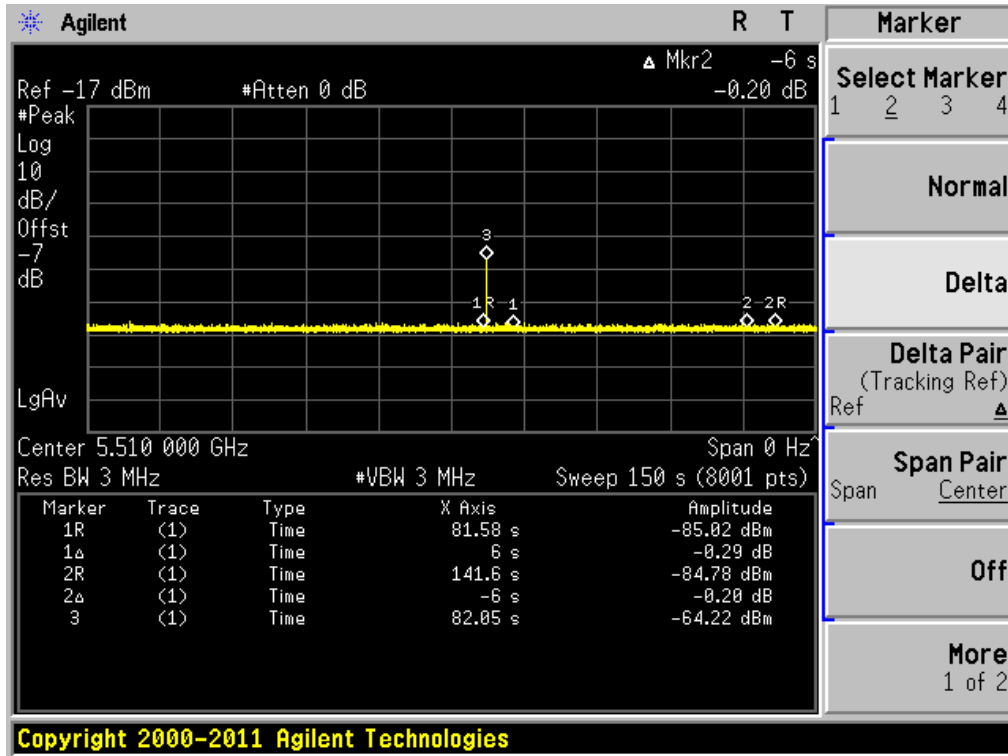 Agilent R T
Δ Mkr2 -6 s
Ref -17 dBm #Atten 0 dB -0.20 dB
#Peak
Log
10
dB/
Offst
-7
dB
LgAv
3
1R 1 2 2R
Center 5.510 000 GHz Span 0 Hz^
Res BW 3 MHz #VBW 3 MHz Sweep 150 s (8001 pts)
Marker Trace Type X Axis Amplitude
1R (1) Time 81.58 s -85.02 dBm
1Δ (1) Time 6 s -0.29 dB
2R (1) Time 141.6 s -84.78 dBm
2Δ (1) Time -6 s -0.20 dB
3 (1) Time 82.05 s -64.22 dBm
Copyright 2000-2011 Agilent Technologies
Marker
Select Marker
1 2 3 4
Normal
Delta
Delta Pair
(Tracking Ref)
Ref Δ
Span Pair
Span Center
Off
More
1 of 2